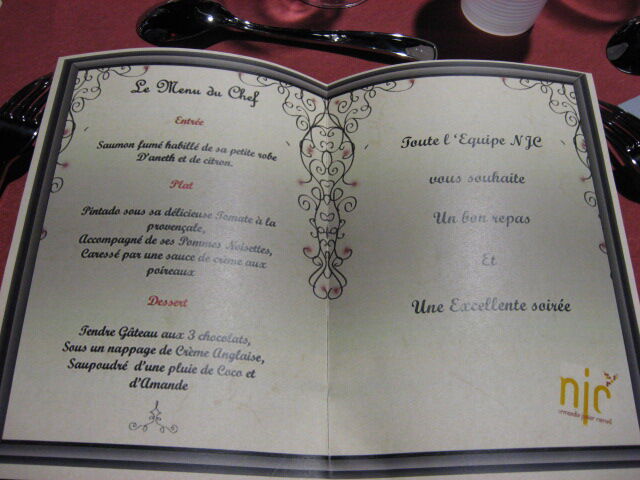 Le Menu du Chef
Entrée
Saumon fumé habillé de sa petite robe
D'aneth et de citron.
Plat
Pintado sous sa délicieuse Tomate à la
provençale,
Accompagné de ses Pommes Noisettes,
Caressé par une sauce de crème aux
poireaux
Dessert
Tendre Gâteau aux 3 chocolats,
Sous un nappage de Crème Anglaise,
Saupoudré d'une pluie de Coco et
d'Amande
Toute l 'Equipe NJC
vous souhaite
Un bon repas
Et
Une Excellente soirée
njc